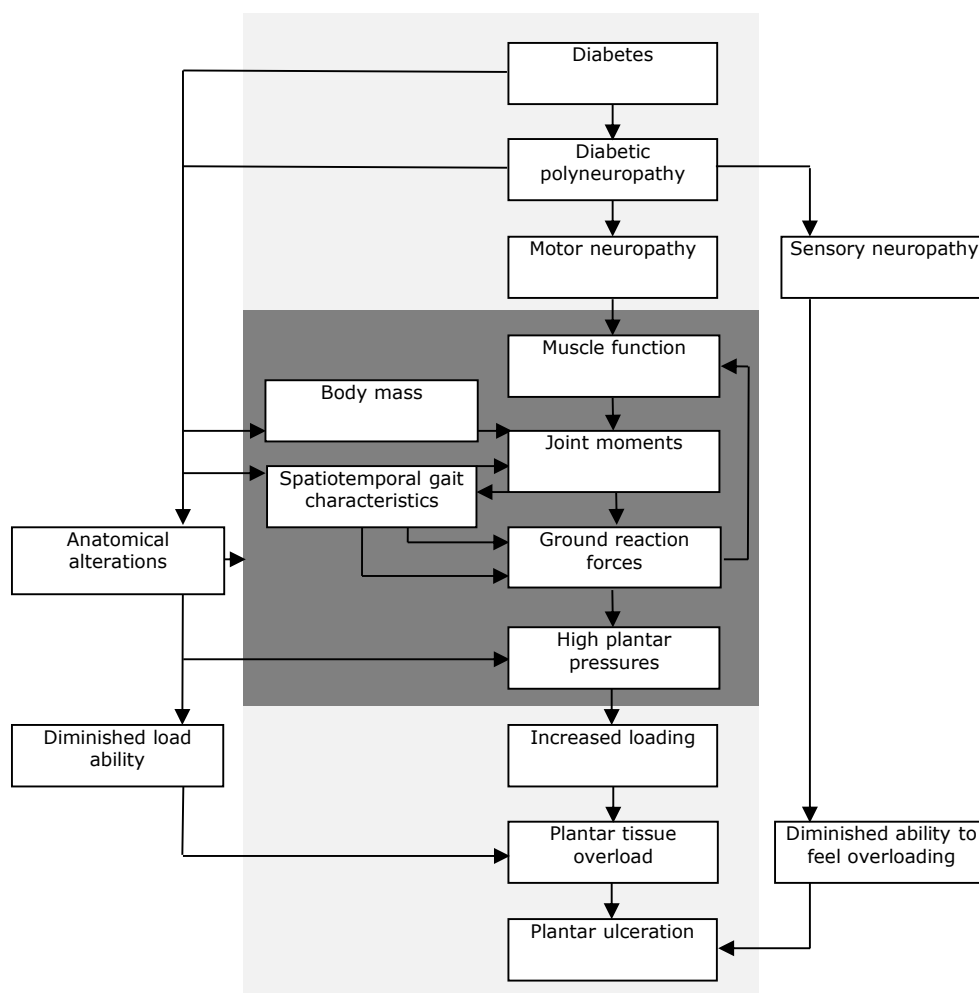 Diabetes
Diabetic
polyneuropathy
Motor neuropathy
Sensory neuropathy
Muscle function
Body mass
Joint moments
Spatiotemporal gait
characteristics
Anatomical
alterations
Ground reaction
forces
High plantar
pressures
Diminished load
ability
Increased loading
Plantar tissue
overload
Diminished ability to
feel overloading
Plantar ulceration